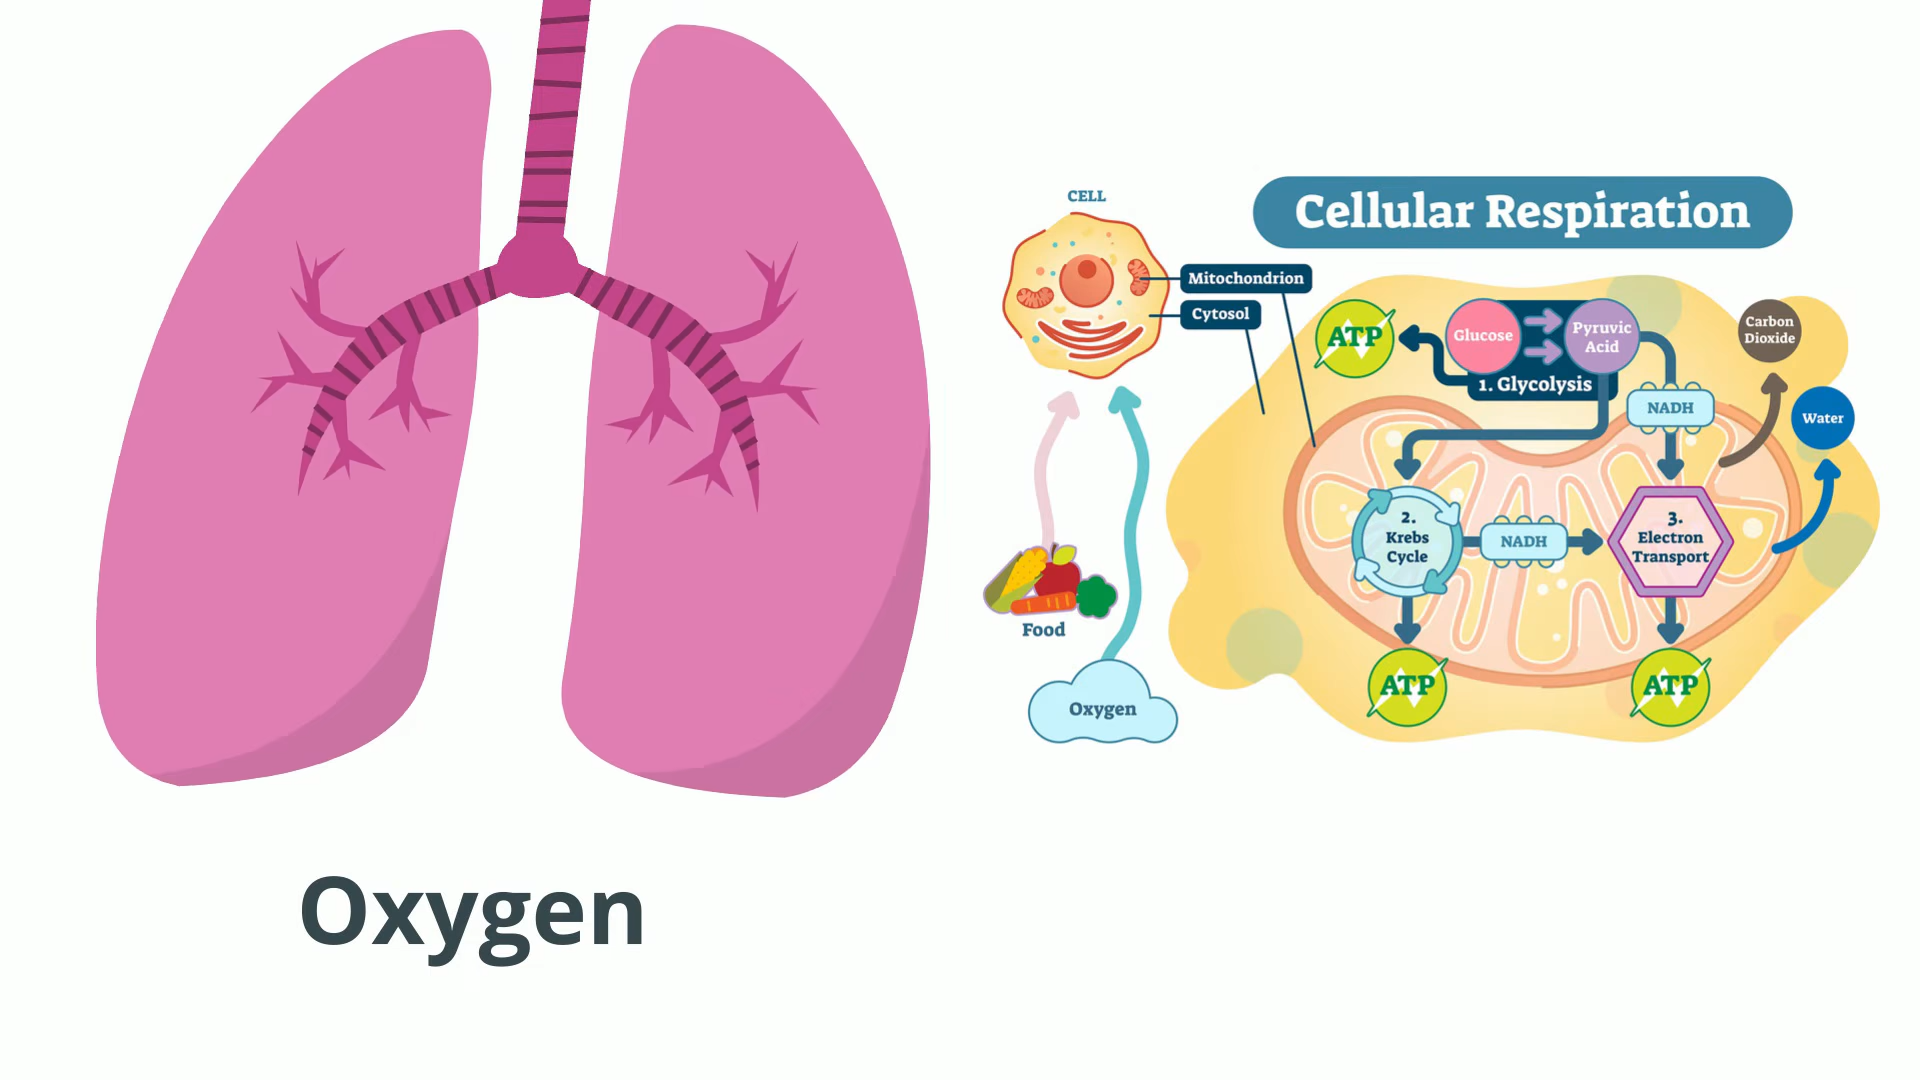 Cellular Respiration
CELL
Mitochondrion
Cytosol
ATP
Glucose
Pyruvic
Acid
1. Glycolysis
Carbon
Dioxide
NADH
Water
2.
Krebs
Cycle
NADH
3.
Electron
Transport
Food
ATP
ATP
Oxygen
Oxygen